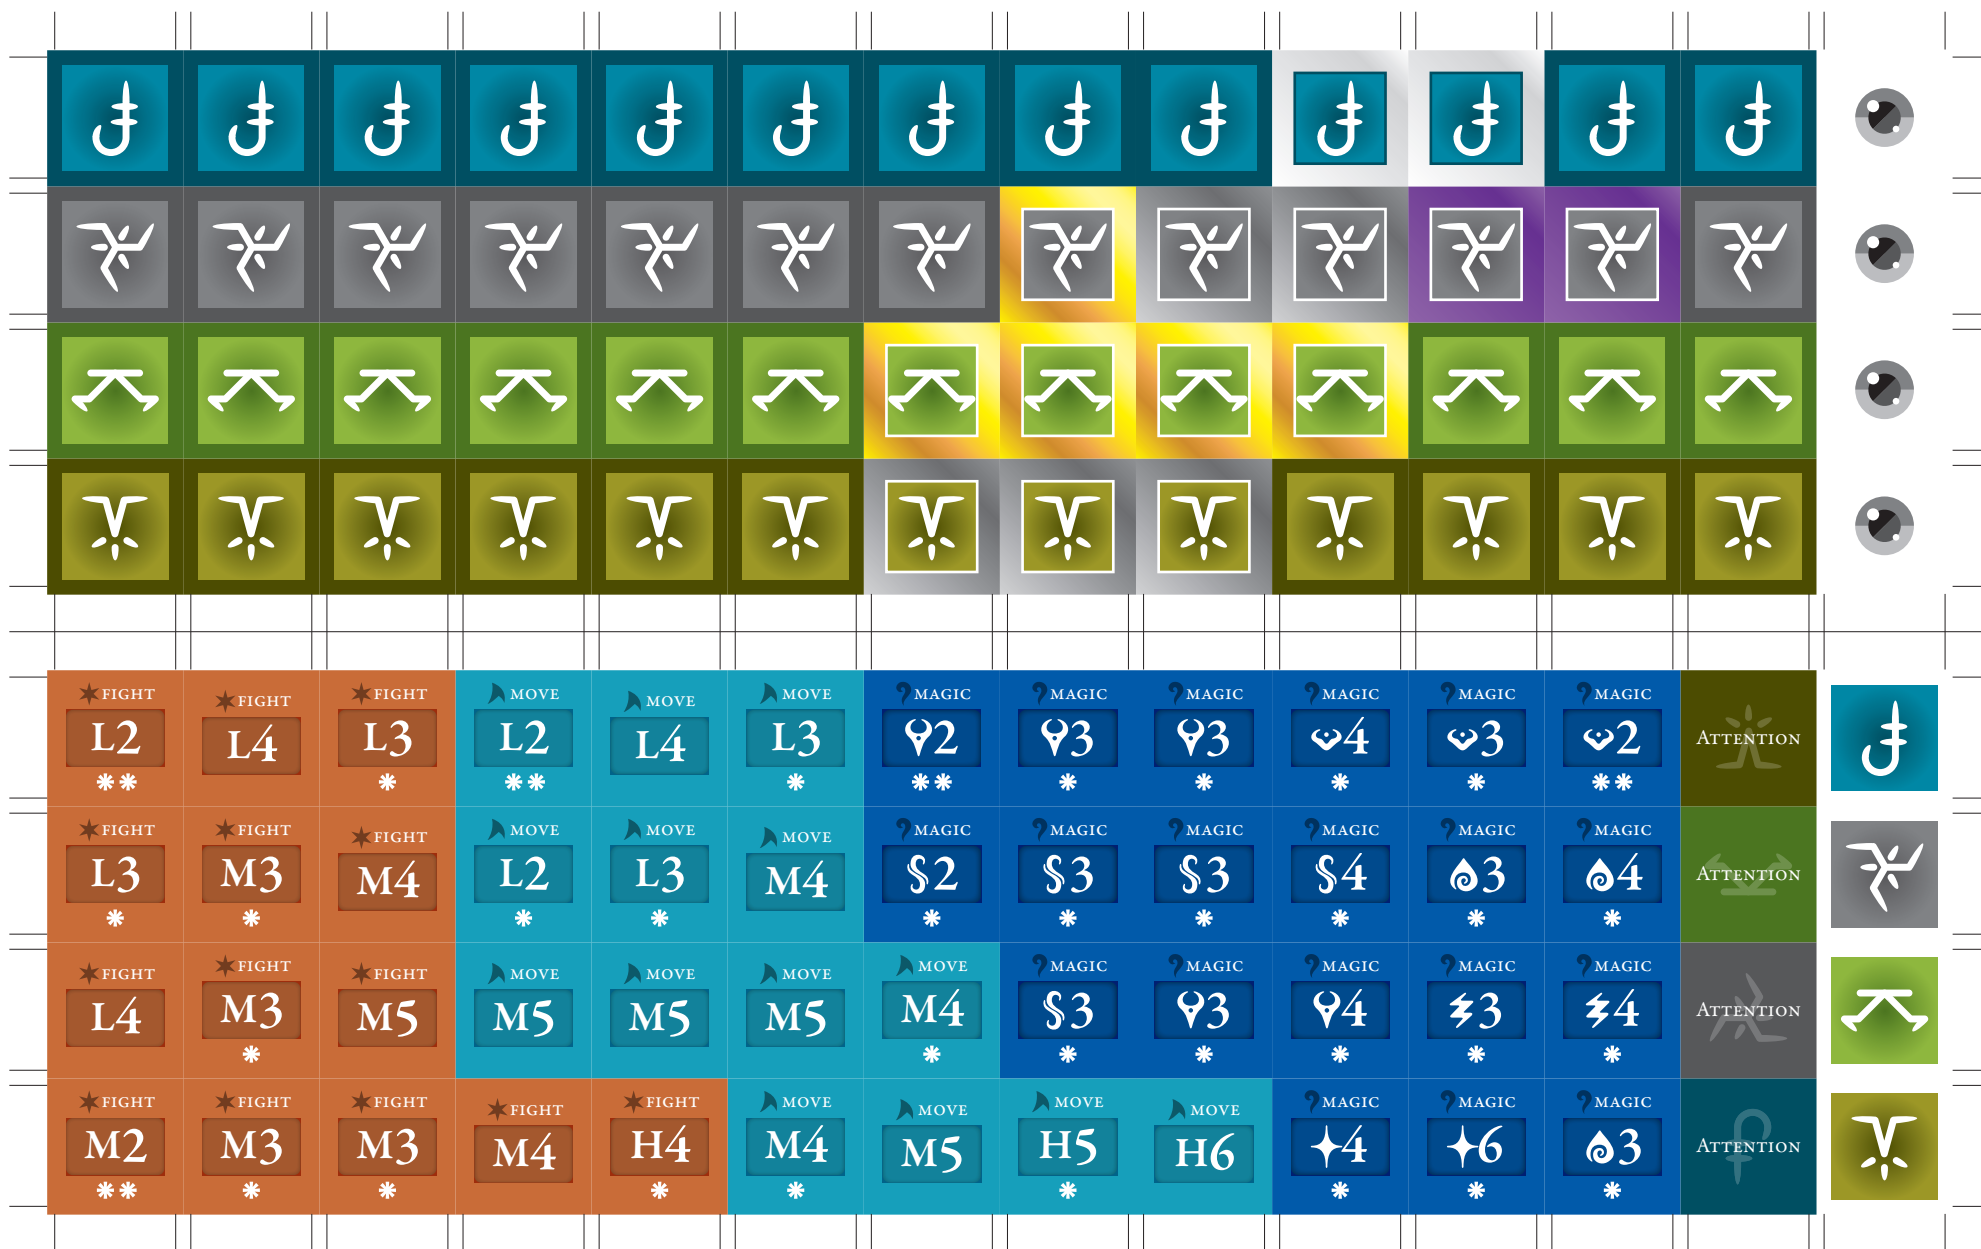 FIGHT FIGHT FIGHT MOVE MOVE MOVE MAGIC MAGIC MAGIC MAGIC MAGIC MAGIC
L2 L4 L3 L2 L4 L3 2 3 3 4 3 2 ATTENTION
** * ** * ** * * * * **
FIGHT FIGHT FIGHT MOVE MOVE MOVE MAGIC MAGIC MAGIC MAGIC MAGIC MAGIC
L3 M3 M4 L2 L3 M4 2 3 3 4 3 4 ATTENTION
* * * * * * * * * *
FIGHT FIGHT FIGHT MOVE MOVE MOVE MOVE MAGIC MAGIC MAGIC MAGIC MAGIC
L4 M3 M5 M5 M5 M5 M4 3 3 4 3 4 ATTENTION
* * * * * * *
FIGHT FIGHT FIGHT FIGHT FIGHT MOVE MOVE MOVE MOVE MAGIC MAGIC MAGIC
M2 M3 M3 M4 H4 M4 M5 H5 H6 4 6 3 ATTENTION
** * * * * * * * *